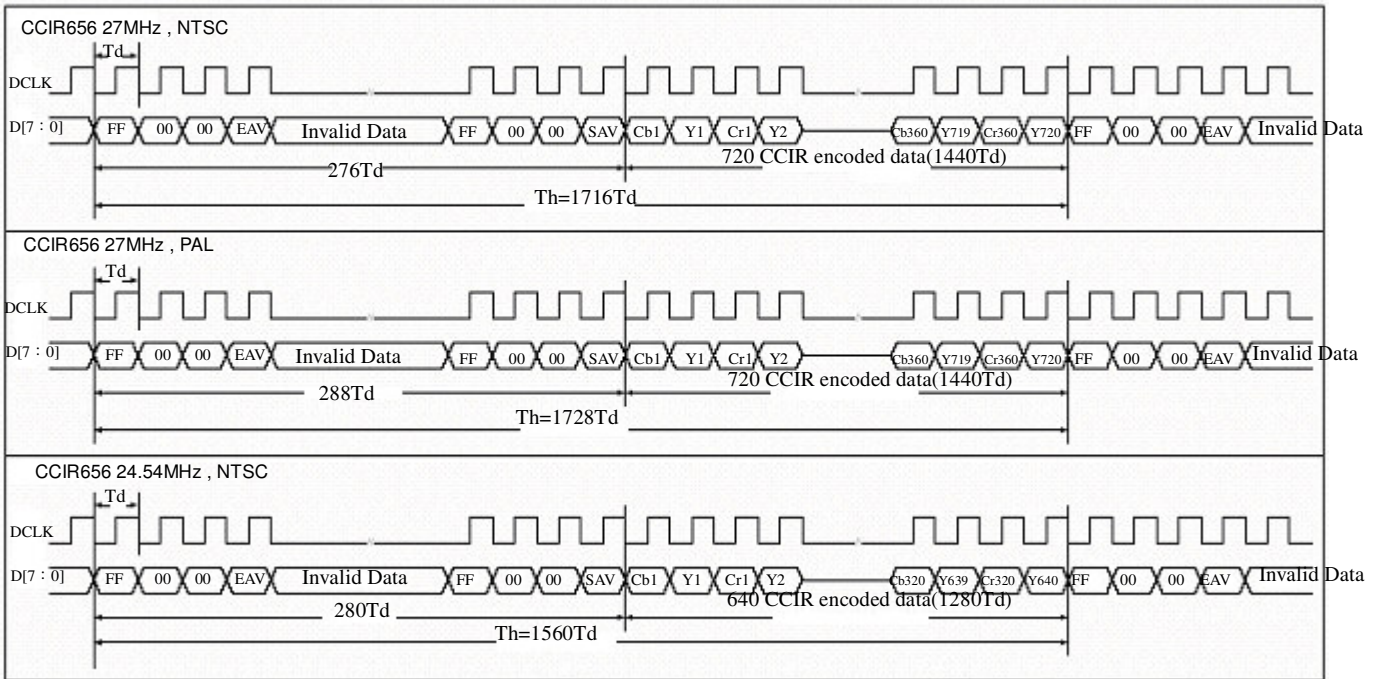 CCIR656 27MHz , NTSC
Td
DCLK
D[7：0] FF 00 00 EAV Invalid Data FF 00 00 SAV Cb1 Y1 Cr1 Y2 Cb360 Y719 Cr360 Y720 FF 00 00 EAV Invalid Data
720 CCIR encoded data(1440Td)
276Td
Th=1716Td
CCIR656 27MHz , PAL
Td
DCLK
D[7：0] FF 00 00 EAV Invalid Data FF 00 00 SAV Cb1 Y1 Cr1 Y2 Cb360 Y719 Cr360 Y720 FF 00 00 EAV Invalid Data
720 CCIR encoded data(1440Td)
288Td
Th=1728Td
CCIR656 24.54MHz , NTSC
Td
DCLK
D[7：0] FF 00 00 EAV Invalid Data FF 00 00 SAV Cb1 Y1 Cr1 Y2 Cb320 Y639 Cr320 Y640 FF 00 00 EAV Invalid Data
640 CCIR encoded data(1280Td)
280Td
Th=1560Td